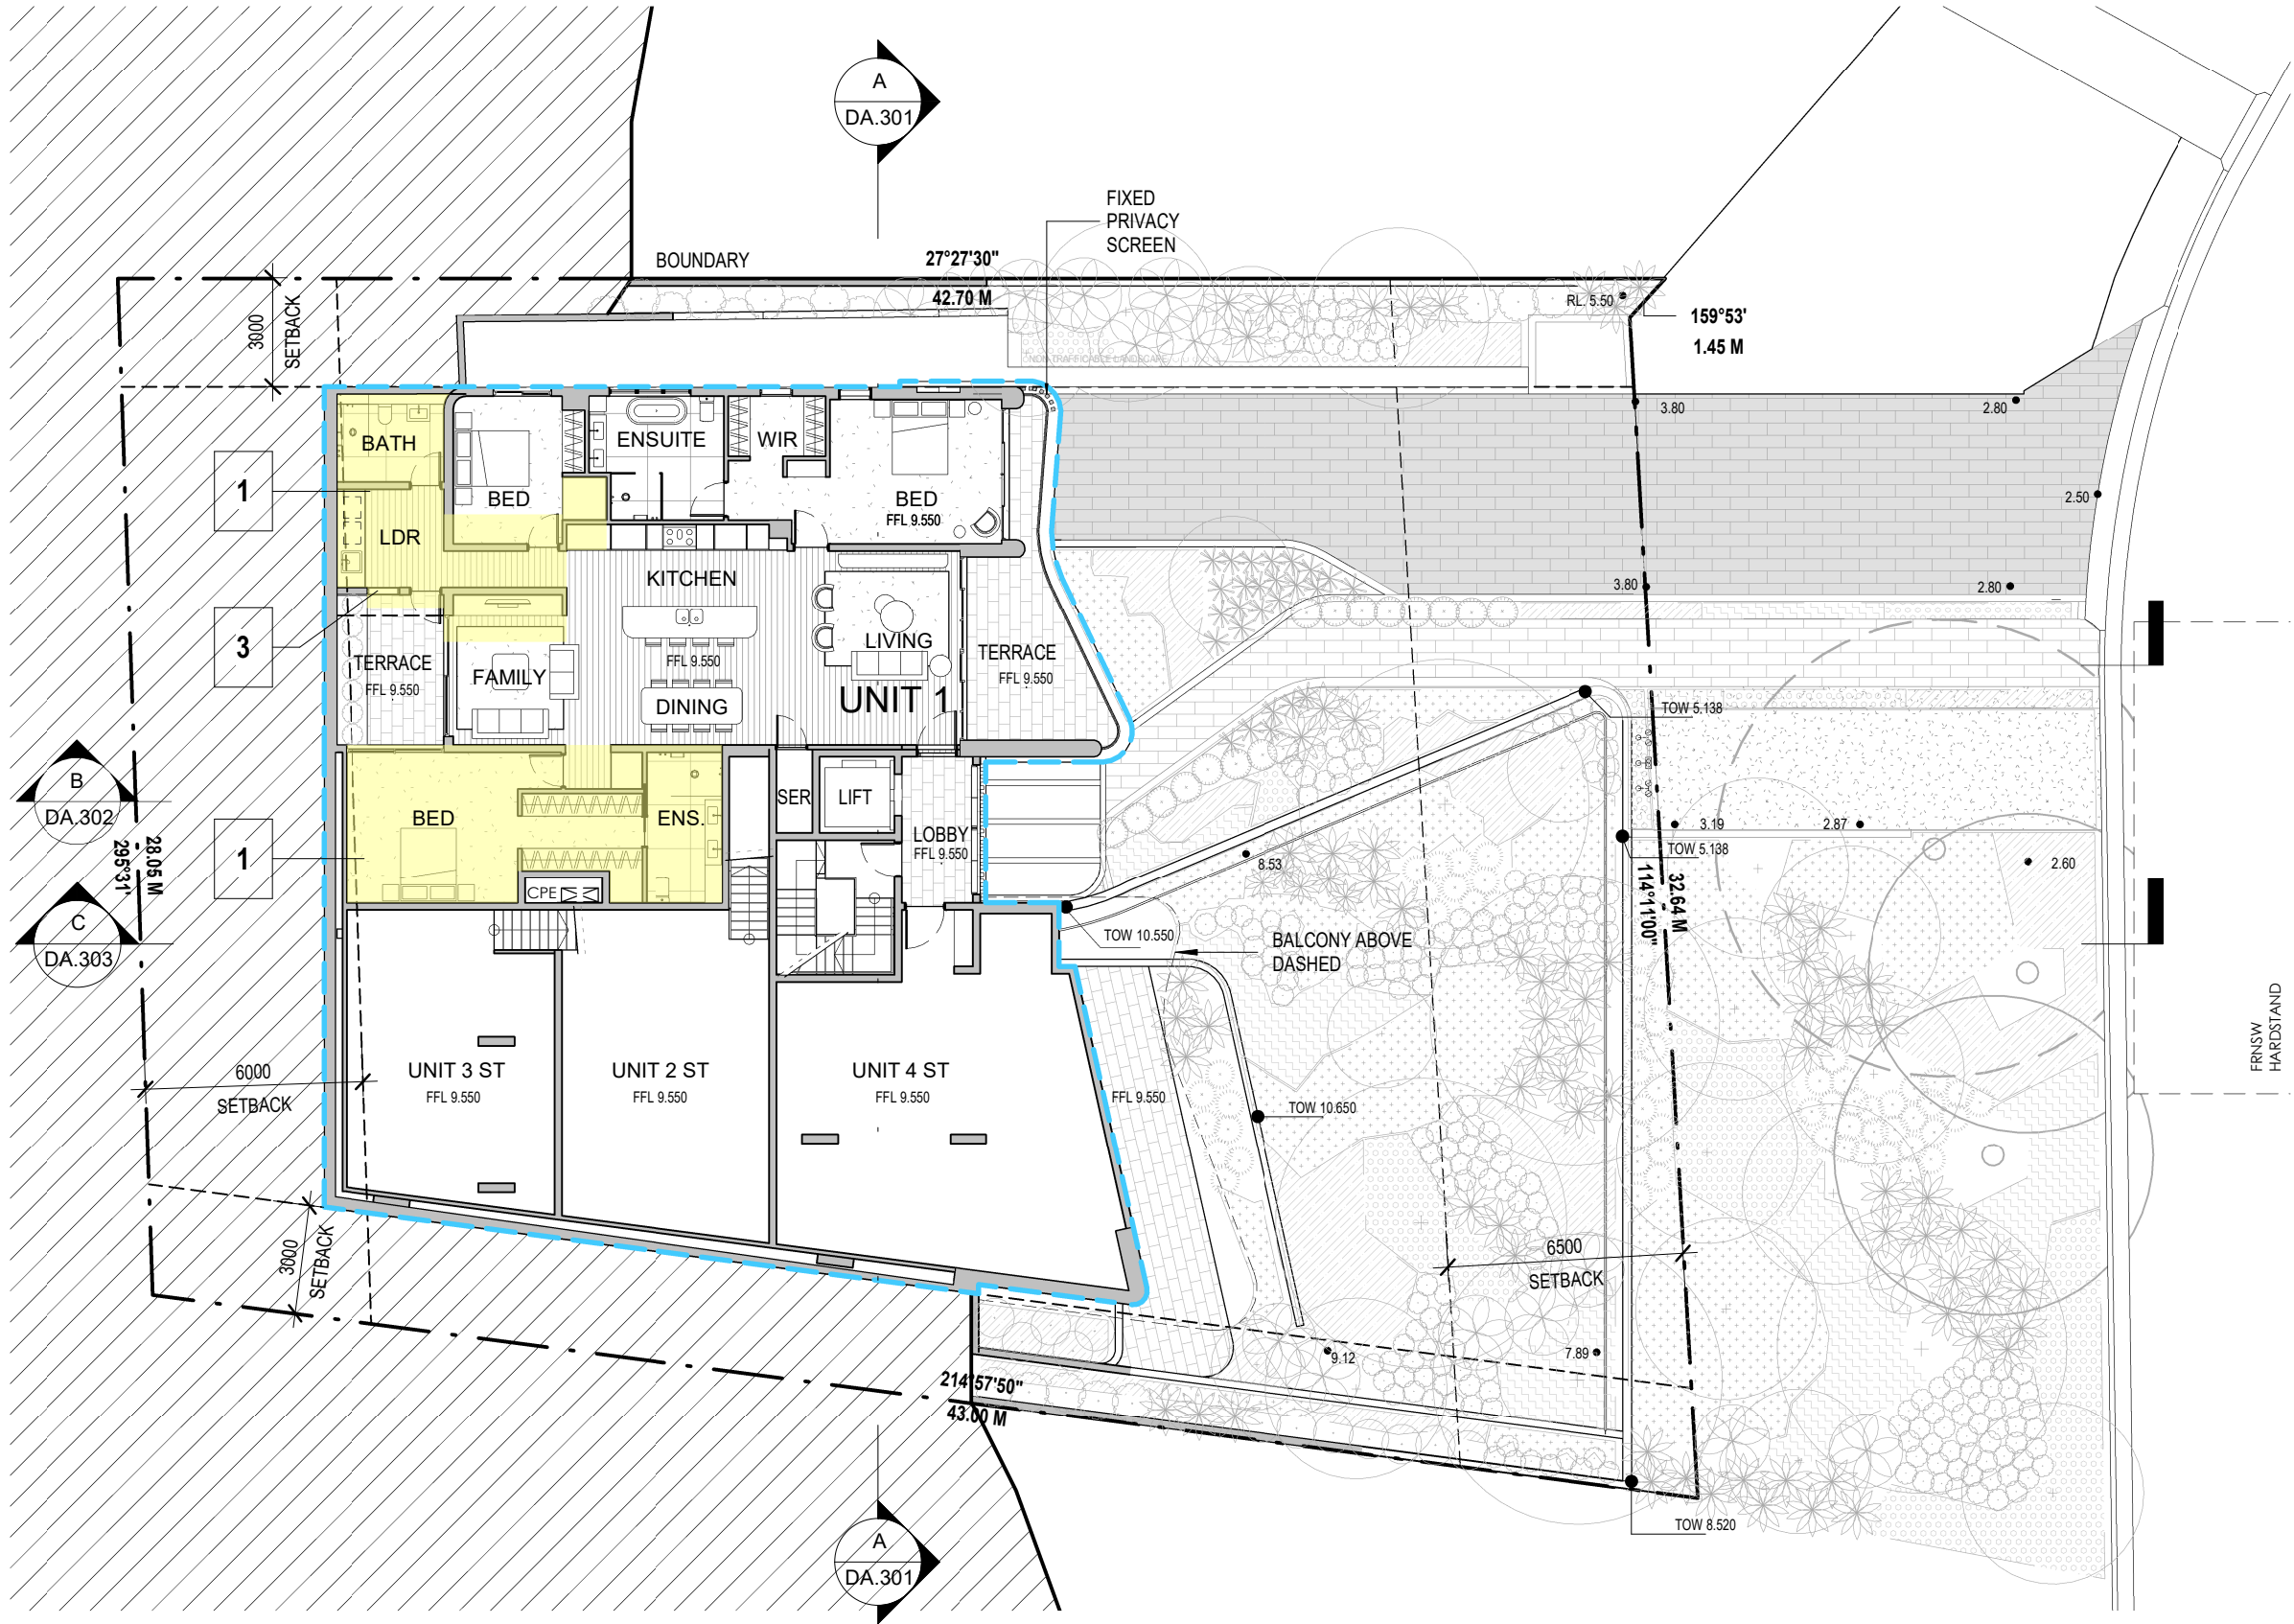 A
DA.301
FIXED
PRIVACY
SCREEN
BOUNDARY
27°27'30"
42.70 M
3000
SETBACK
RL. 5.50
159°53'
1.45 M
NON TRAFFICABLE LANDSCAPE
3.80
2.80
BATH
ENSUITE
WIR
1
BED
BED
FFL 9.550
2.50
LDR
KITCHEN
3.80
2.80
3
TERRACE
FFL 9.550
FAMILY
FFL 9.550
LIVING
TERRACE
FFL 9.550
DINING
UNIT 1
TOW 5.138
B
DA.302
28.05 M
295°31'
1
BED
ENS.
SER
LIFT
LOBBY
FFL 9.550
3.19
2.87
TOW 5.138
8.53
2.60
CPE
32.64 M
114°11'00"
C
DA.303
TOW 10.550
BALCONY ABOVE
DASHED
FRNSW
HARDSTAND
6000
SETBACK
UNIT 3 ST
FFL 9.550
UNIT 2 ST
FFL 9.550
UNIT 4 ST
FFL 9.550
FFL 9.550
TOW 10.650
3000
SETBACK
6500
SETBACK
9.12
7.89
214°57'50"
43.00 M
TOW 8.520
A
DA.301